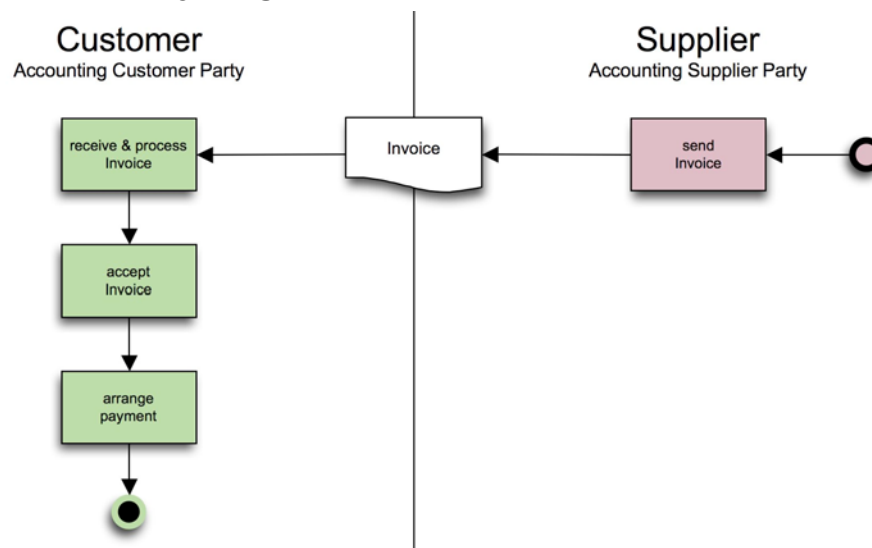 Customer
Accounting Customer Party
Supplier
Accounting Supplier Party
receive & process
Invoice
Invoice
send
Invoice
accept
Invoice
arrange
payment